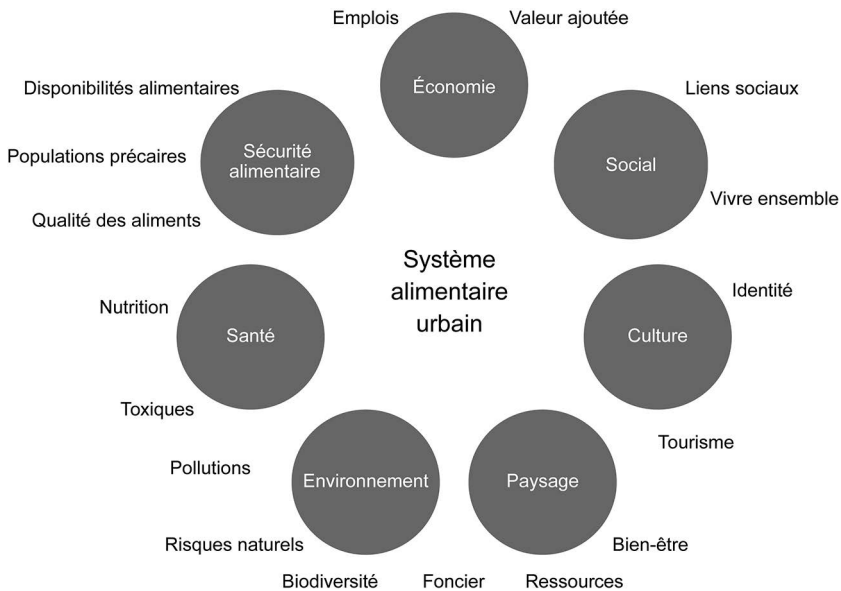 Emplois
Valeur ajoutée
Économie
Disponibilités alimentaires
Liens sociaux
Sécurité
alimentaire
Populations précaires
Social
Qualité des aliments
Vivre ensemble
Système
alimentaire
urbain
Nutrition
Identité
Santé
Culture
Toxiques
Tourisme
Pollutions
Environnement
Paysage
Risques naturels
Bien-être
Biodiversité
Foncier
Ressources